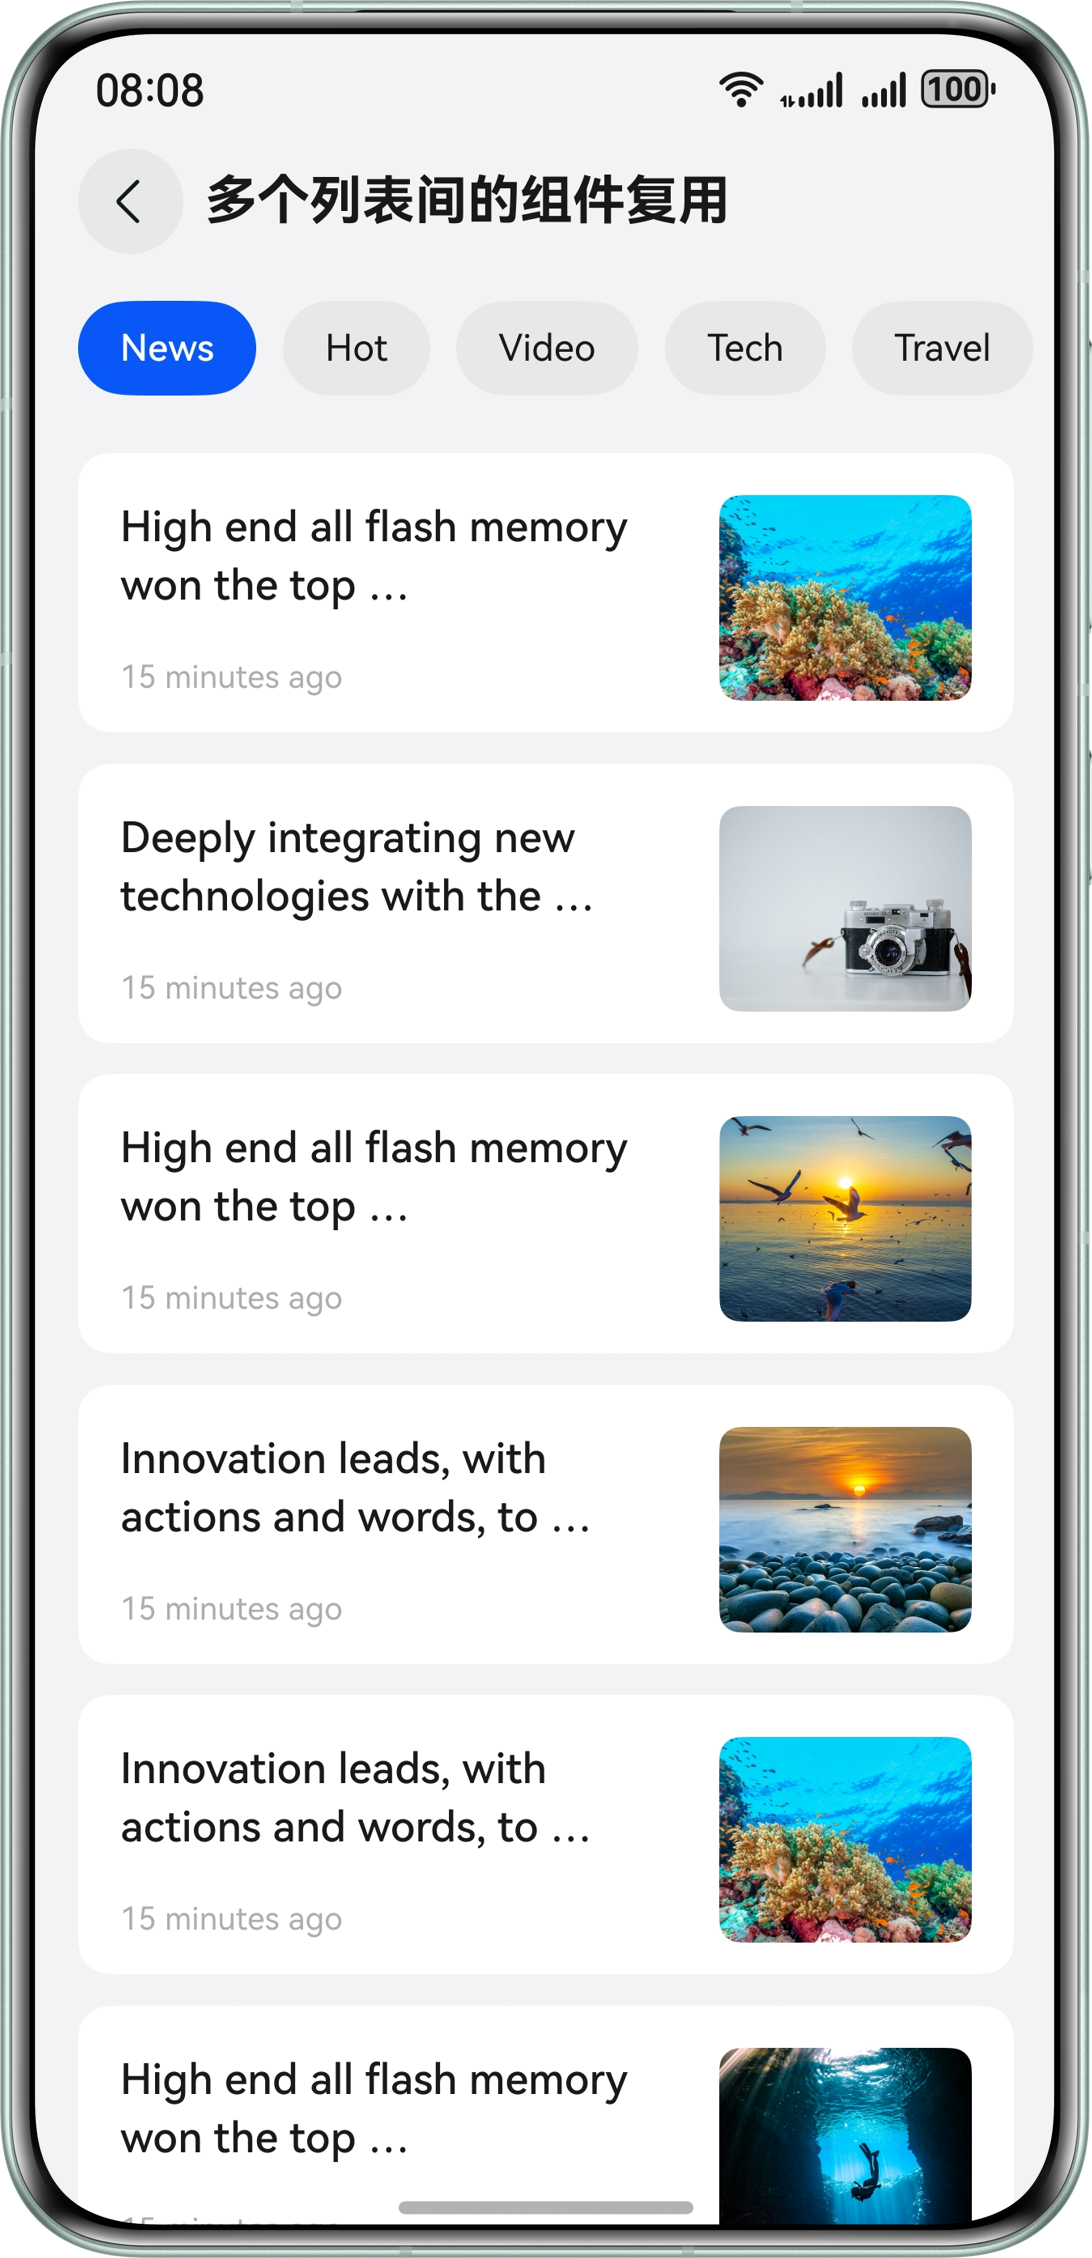 08:08
100
多个列表间的组件复用
News
Hot
Video
Tech
Travel
High end all flash memory
won the top ...
15 minutes ago
Deeply integrating new
technologies with the ...
15 minutes ago
High end all flash memory
won the top ...
15 minutes ago
Innovation leads, with
actions and words, to ...
15 minutes ago
Innovation leads, with
actions and words, to ...
15 minutes ago
High end all flash memory
won the top ...